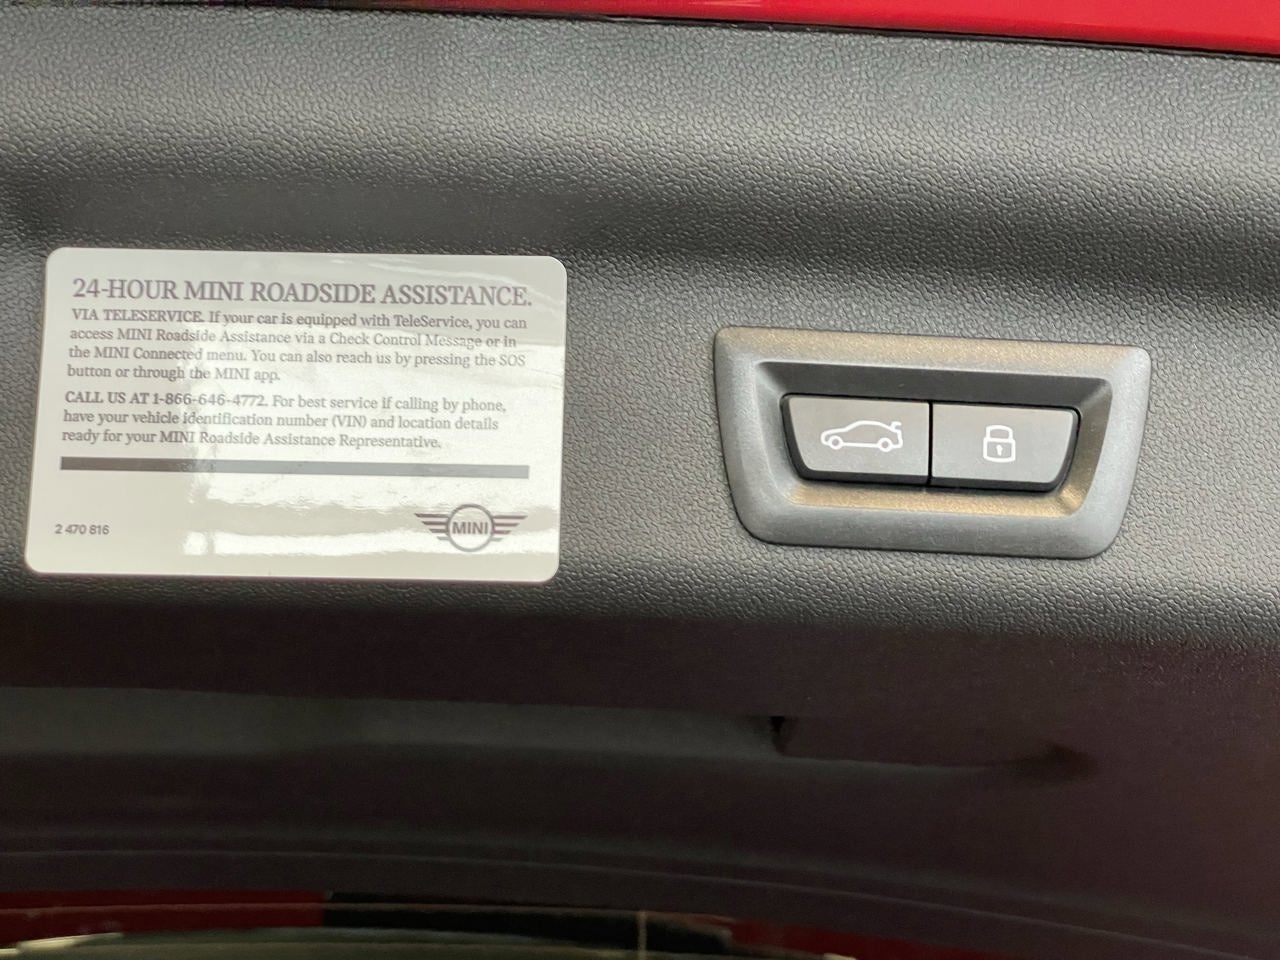 24-HOUR MINI ROADSIDE ASSISTANCE.
VIA TELESERVICE. If your car is equipped with TeleService, you can
access MINI Roadside Assistance via a Check Control Message or in
the MINI Connected menu. You can also reach us by pressing the SOS
button or through the MINI app.
CALL US AT 1-866-646-4772. For best service if calling by phone,
have your vehicle identification number (VIN) and location details
ready for your MINI Roadside Assistance Representative.
2 470 816
MINI